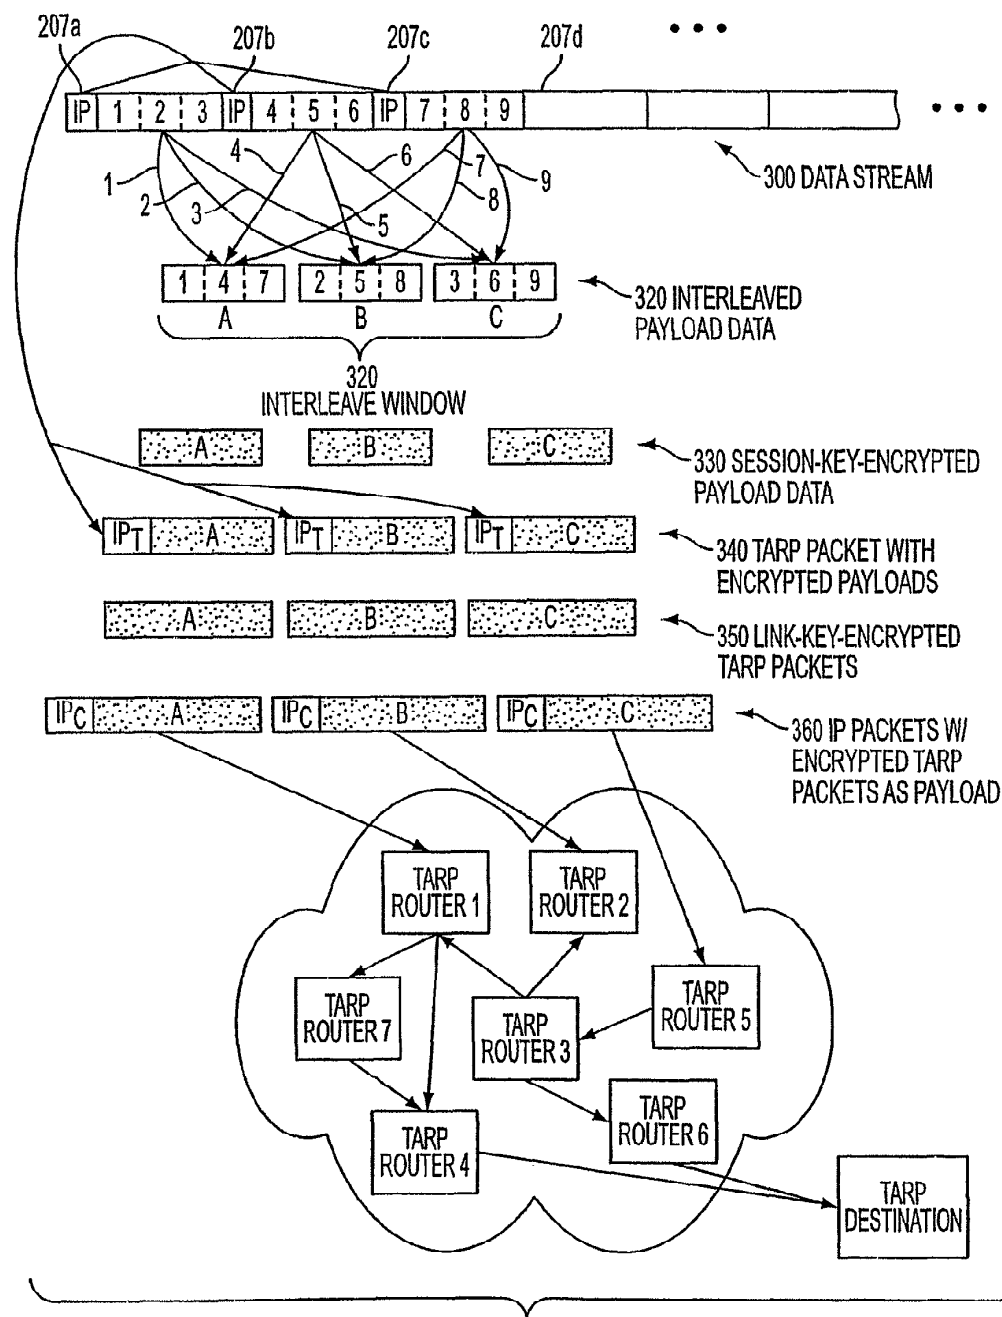 207a 207b 207c 207d
IP 1 2 3 IP 4 5 6 IP 7 8 9
300 DATA STREAM
1 2 3 4 5 6 7 8 9
1 4 7 2 5 8 3 6 9
A B C
320 INTERLEAVED
PAYLOAD DATA
320
INTERLEAVE WINDOW
A B C
330 SESSION-KEY-ENCRYPTED
PAYLOAD DATA
IPT A IPT B IPT C
340 TARP PACKET WITH
ENCRYPTED PAYLOADS
A B C
350 LINK-KEY-ENCRYPTED
TARP PACKETS
IPC A IPC B IPC C
360 IP PACKETS W/
ENCRYPTED TARP
PACKETS AS PAYLOAD
TARP
ROUTER 1
TARP
ROUTER 2
TARP
ROUTER 7
TARP
ROUTER 3
TARP
ROUTER 5
TARP
ROUTER 4
TARP
ROUTER 6
TARP
DESTINATION